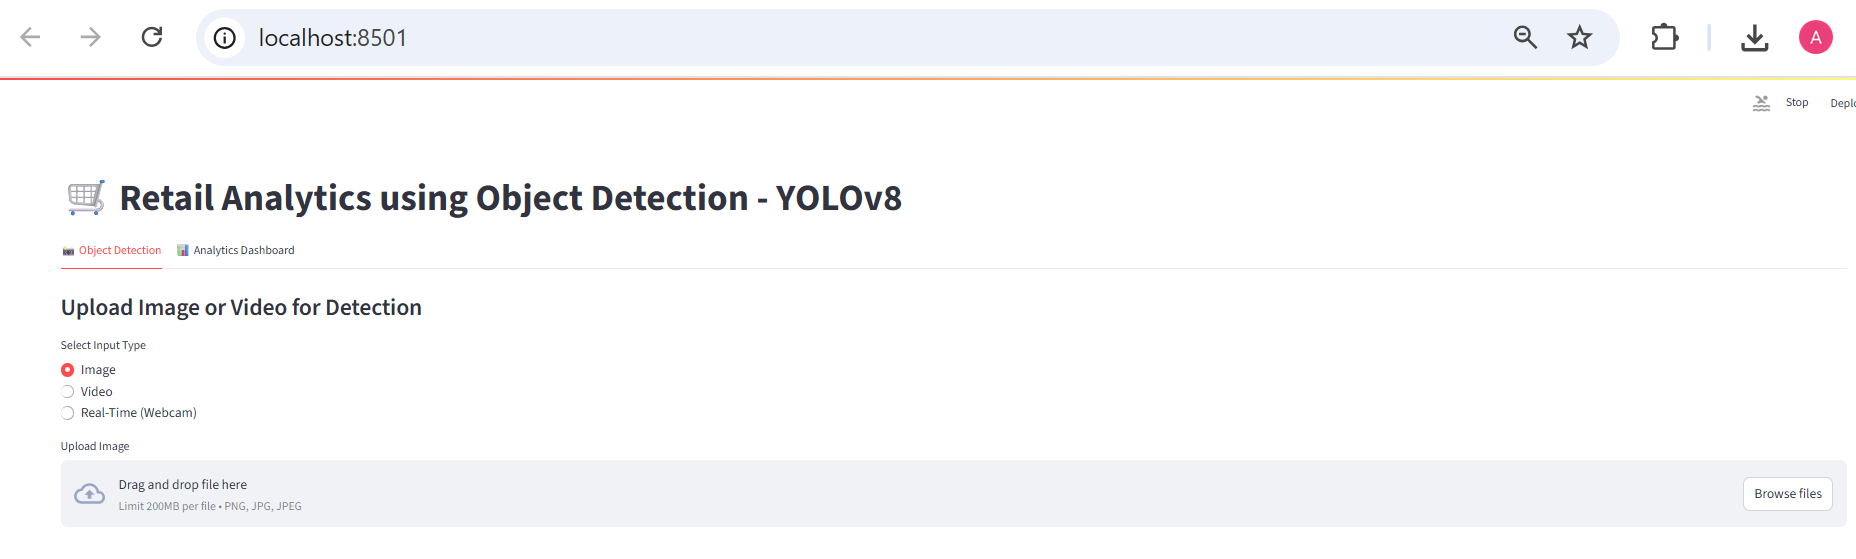 localhost:8501
A
Stop
Deplo
Retail Analytics using Object Detection - YOLOv8
Object Detection
Analytics Dashboard
Upload Image or Video for Detection
Select Input Type
Image
Video
Real-Time (Webcam)
Upload Image
Drag and drop file here
Limit 200MB per file • PNG, JPG, JPEG
Browse files